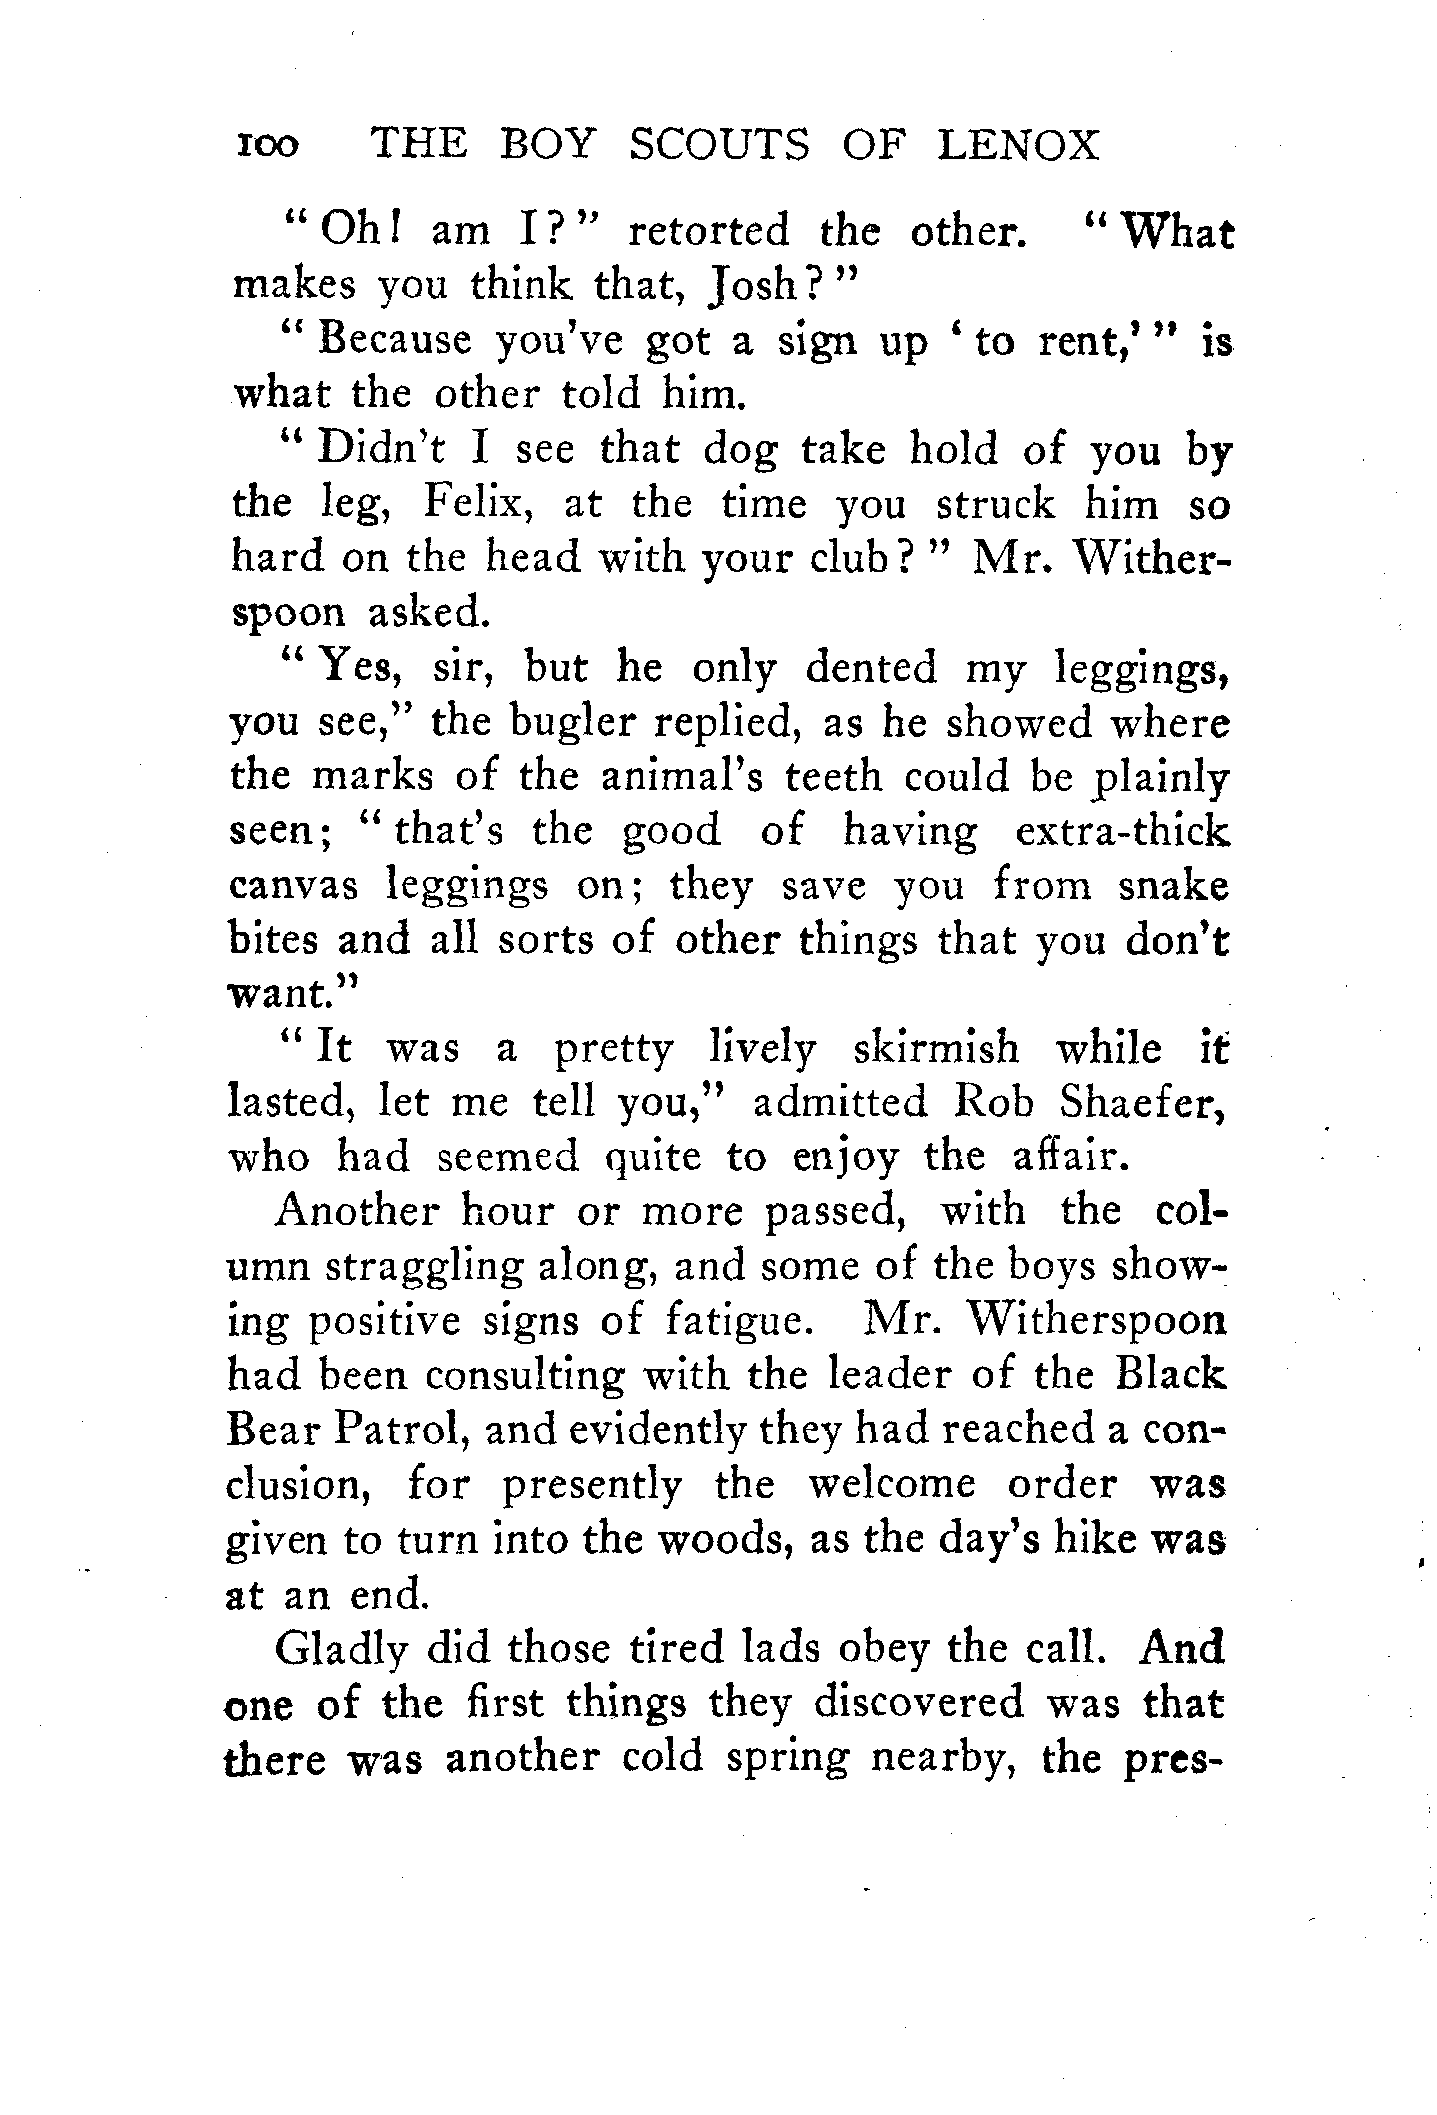 100 THE BOY SCOUTS OF LENOX
“Oh! am I?” retorted the other. “What
makes you think that, Josh?”
“Because you've got a sign up ‘to rent,’” is
what the other told him.
“Didn't I see that dog take hold of you by
the leg, Felix, at the time you struck him so
hard on the head with your club?” Mr. Wither-
spoon asked.
“Yes, sir, but he only dented my leggings,
you see,” the bugler replied, as he showed where
the marks of the animal's teeth could be plainly
seen; “that's the good of having extra-thick
canvas leggings on; they save you from snake
bites and all sorts of other things that you don't
want.”
“It was a pretty lively skirmish while it
lasted, let me tell you,” admitted Rob Shaefer,
who had seemed quite to enjoy the affair.
Another hour or more passed, with the col-
umn straggling along, and some of the boys show-
ing positive signs of fatigue. Mr. Witherspoon
had been consulting with the leader of the Black
Bear Patrol, and evidently they had reached a con-
clusion, for presently the welcome order was
given to turn into the woods, as the day's hike was
at an end.
Gladly did those tired lads obey the call. And
one of the first things they discovered was that
there was another cold spring nearby, the pres-